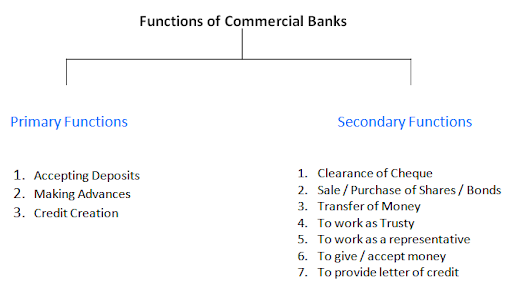 Functions of Commercial Banks
Primary Functions
1. Accepting Deposits
2. Making Advances
3. Credit Creation
Secondary Functions
1. Clearance of Cheque
2. Sale / Purchase of Shares / Bonds
3. Transfer of Money
4. To work as Trusty
5. To work as a representative
6. To give / accept money
7. To provide letter of credit